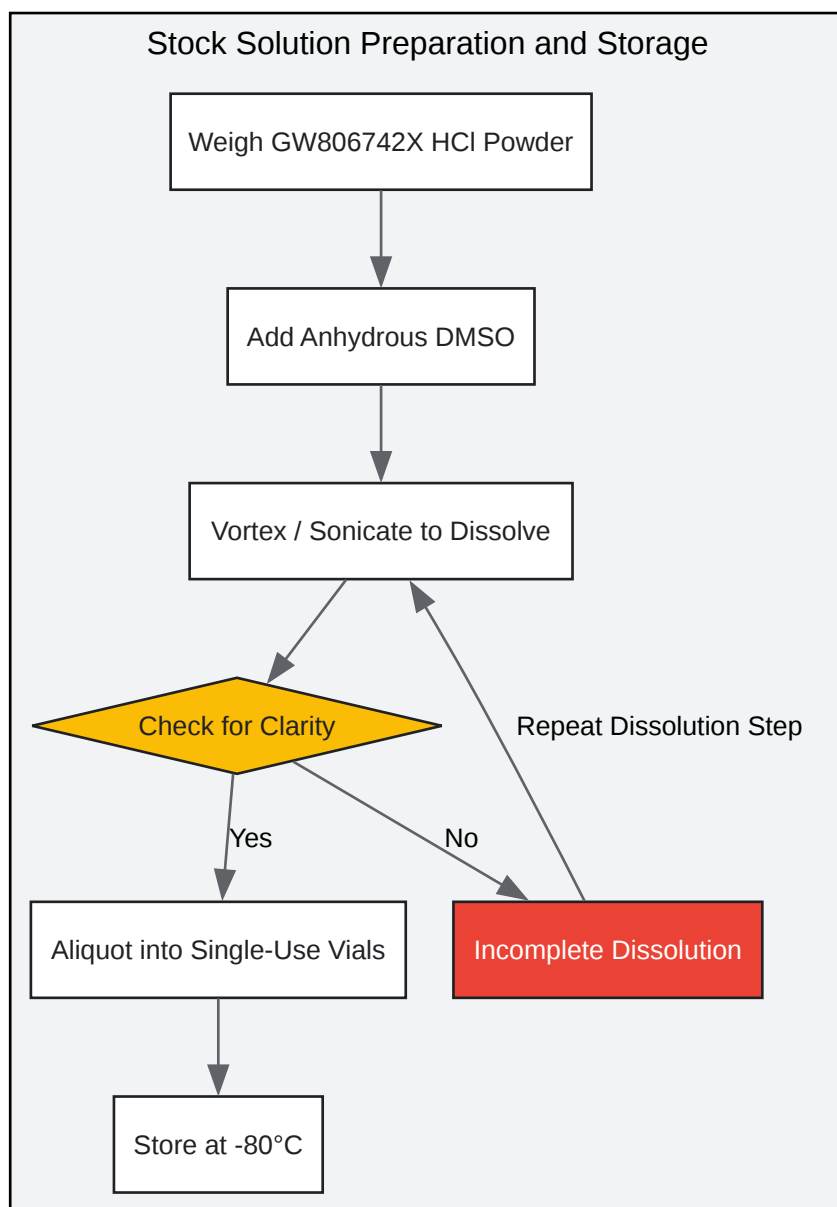 Stock Solution Preparation and Storage
Weigh GW806742X HCl Powder
Add Anhydrous DMSO
Vortex / Sonicate to Dissolve
Check for Clarity
Repeat Dissolution Step
Yes
No
Aliquot into Single-Use Vials
Incomplete Dissolution
Store at -80°C